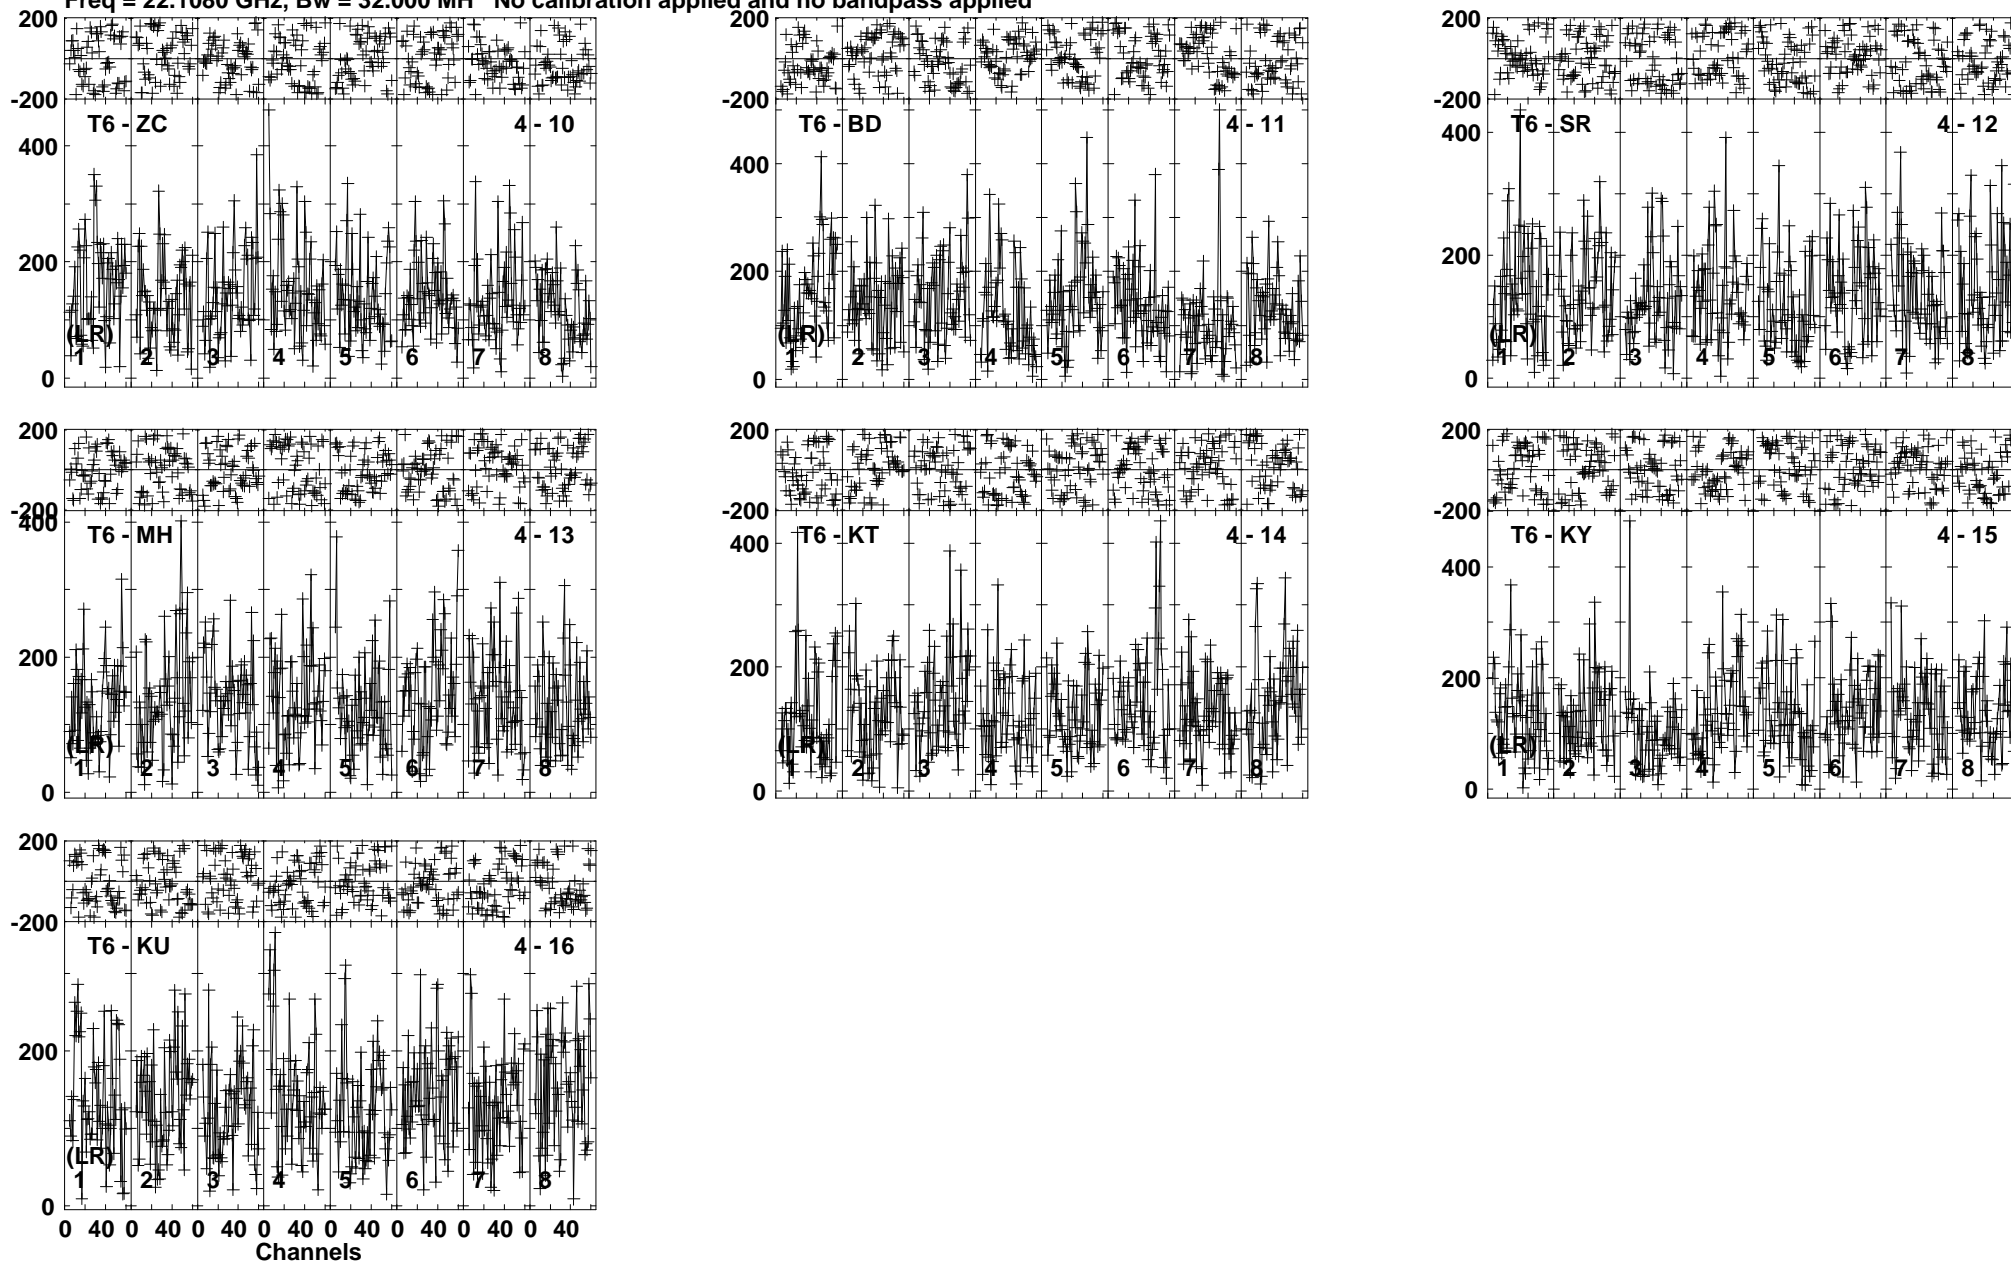 Freq = 22.1080 GHz, Bw = 32.000 MH No calibration applied and no bandpass applied
200
-200
T6 - ZC 4 - 10
400
200
0
(LR)
1 2 3 4 5 6 7 8
200
-200
T6 - BD 4 - 11
400
200
0
(LR)
1 2 3 4 5 6 7 8
200
-200
T6 - SR 4 - 12
400
200
0
(LR)
1 2 3 4 5 6 7 8
200
-200
T6 - MH 4 - 13
400
200
0
(LR)
1 2 3 4 5 6 7 8
200
-200
T6 - KT 4 - 14
400
200
0
(LR)
1 2 3 4 5 6 7 8
200
-200
T6 - KY 4 - 15
400
200
0
(LR)
1 2 3 4 5 6 7 8
200
-200
T6 - KU 4 - 16
200
0
(LR)
1 2 3 4 5 6 7 8
0 40 0 40 0 40 0 40 0 40 0 40 0 40 0 40
Channels